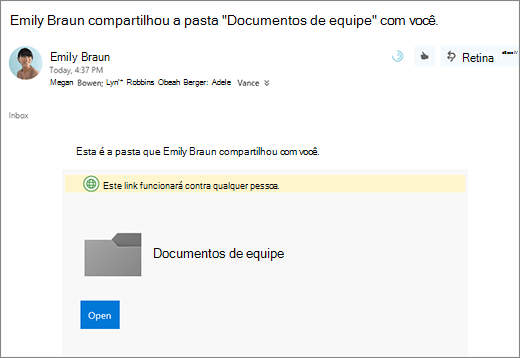 Emily Braun compartilhou a pasta "Documentos de equipe" com você.
Emily Braun
Today, 4:37 PM
Retina
Megan Bowen; Lyn'* Robbins Obeah Berger: Adele Vance
Inbox
Esta é a pasta que Emily Braun compartilhou com você.
Este link funcionará contra qualquer pessoa.
Documentos de equipe
Open